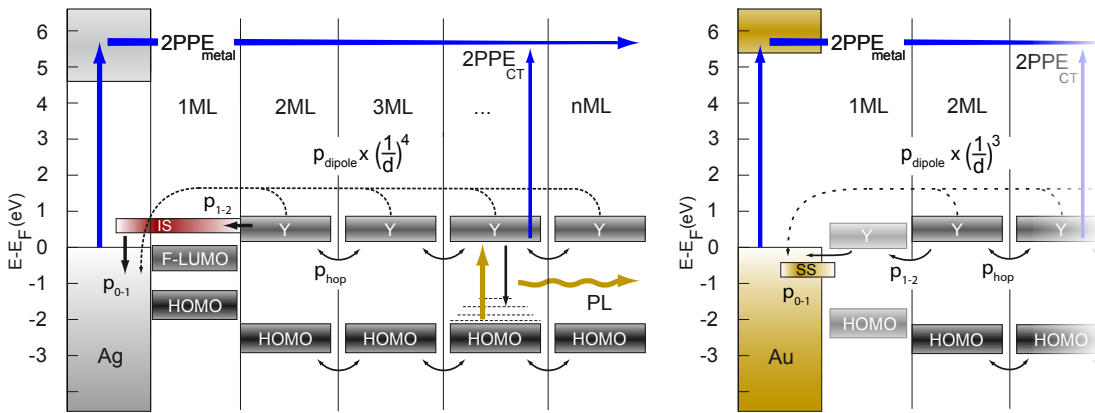 E-E_F (eV)
6
5
4
3
2
1
0
-1
-2
-3
2PPE_metal
2PPE_CT
1ML
2ML
3ML
...
nML
p_dipole x (1/d)^4
p_1-2
IS
Y
Y
Y
Y
F-LUMO
p_0-1
p_hop
HOMO
PL
HOMO
HOMO
HOMO
HOMO
Ag
6
5
4
3
2
1
0
-1
-2
-3
E-E_F (eV)
2PPE_metal
2PPE_CT
1ML
2ML
p_dipole x (1/d)^3
Y
Y
Y
SS
p_1-2
p_hop
p_0-1
HOMO
HOMO
HOMO
Au